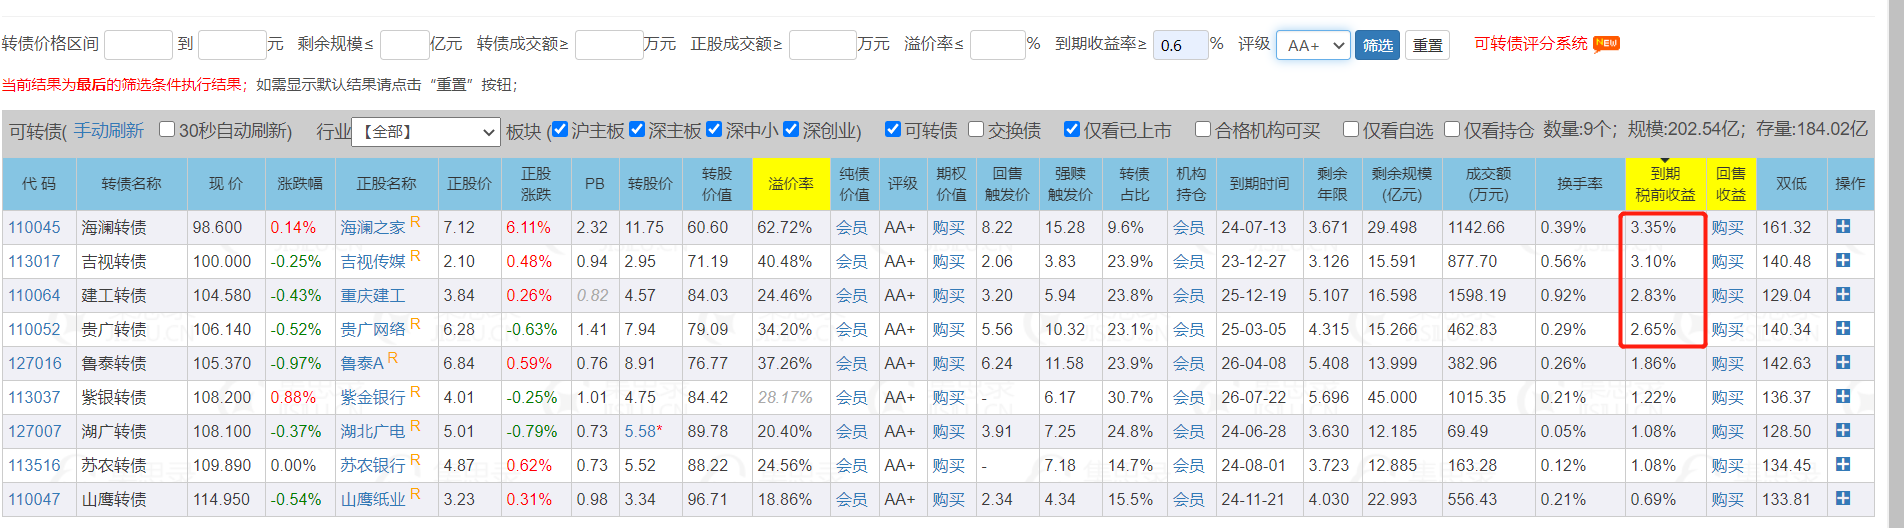 转债价格区间 到 元 剩余规模≤ 亿元 转债成交额≥ 万元 正股成交额≥ 万元 溢价率≤ % 到期收益率≥ 0.6 % 评级 AA+ 筛选 重置 可转债评分系统 NEW
当前结果为最后的筛选条件执行结果；如需显示默认结果请点击“重置”按钮；
可转债( 手动刷新 30秒自动刷新) 行业【全部】 板块 (沪主板 深主板 深中小 深创业) 可转债 交换债 仅看已上市 合格机构可买 仅看自选 仅看持仓 数量:9个；规模:202.54亿；存量:184.02亿
代 码 转债名称 现 价 涨跌幅 正股名称 正股价 正股涨跌 PB 转股价 转股价值 溢价率 纯债价值 评级 期权价值 回售触发价 强赎触发价 转债占比 机构持仓 到期时间 剩余年限 剩余规模(亿元) 成交额(万元) 换手率 到期税前收益 回售收益 双低 操作
110045 海澜转债 98.600 0.14% 海澜之家 R 7.12 6.11% 2.32 11.75 60.60 62.72% 会员 AA+ 购买 8.22 15.28 9.6% 会员 24-07-13 3.671 29.498 1142.66 0.39% 3.35% 购买 161.32
113017 吉视转债 100.000 -0.25% 吉视传媒 R 2.10 0.48% 0.94 2.95 71.19 40.48% 会员 AA+ 购买 2.06 3.83 23.9% 会员 23-12-27 3.126 15.591 877.70 0.56% 3.10% 购买 140.48
110064 建工转债 104.580 -0.43% 重庆建工 3.84 0.26% 0.82 4.57 84.03 24.46% 会员 AA+ 购买 3.20 5.94 23.8% 会员 25-12-19 5.107 16.598 1598.19 0.92% 2.83% 购买 129.04
110052 贵广转债 106.140 -0.52% 贵广网络 R 6.28 -0.63% 1.41 7.94 79.09 34.20% 会员 AA+ 购买 5.56 10.32 23.1% 会员 25-03-05 4.315 15.266 462.83 0.29% 2.65% 购买 140.34
127016 鲁泰转债 105.370 -0.97% 鲁泰A R 6.84 0.59% 0.76 8.91 76.77 37.26% 会员 AA+ 购买 6.24 11.58 23.9% 会员 26-04-08 5.408 13.999 382.96 0.26% 1.86% 购买 142.63
113037 紫银转债 108.200 0.88% 紫金银行 R 4.01 -0.25% 1.01 4.75 84.42 28.17% 会员 AA+ 购买 - 6.17 30.7% 会员 26-07-22 5.696 45.000 1015.35 0.21% 1.22% 购买 136.37
127007 湖广转债 108.100 -0.37% 湖北广电 R 5.01 -0.79% 0.73 5.58* 89.78 20.40% 会员 AA+ 购买 3.91 7.25 24.8% 会员 24-06-28 3.630 12.185 69.49 0.05% 1.08% 购买 128.50
113516 苏农转债 109.890 0.00% 苏农银行 R 4.87 0.62% 0.73 5.52 88.22 24.56% 会员 AA+ 购买 - 7.18 14.7% 会员 24-08-01 3.723 12.885 163.28 0.12% 1.08% 购买 134.45
110047 山鹰转债 114.950 -0.54% 山鹰纸业 R 3.23 0.31% 0.98 3.34 96.71 18.86% 会员 AA+ 购买 2.34 4.34 15.5% 会员 24-11-21 4.030 22.993 556.43 0.21% 0.69% 购买 133.81